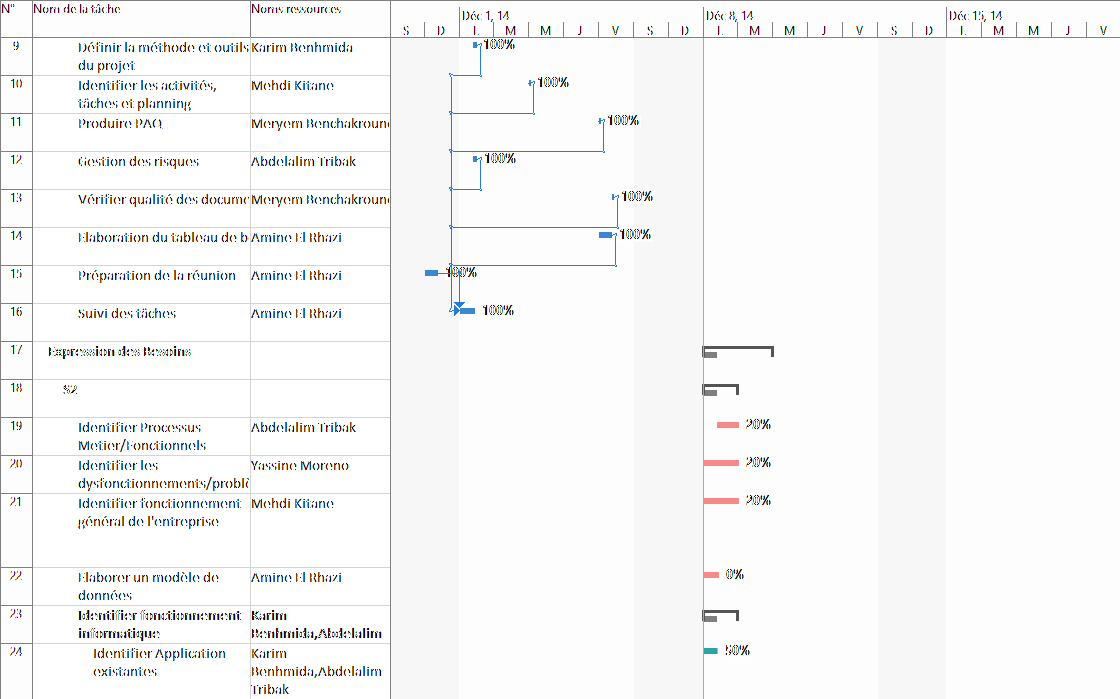 N° Nom de la tâche Noms ressources
Déc 1, 14 Déc 8, 14 Déc 15, 14
S D L M M J V S D L M M J V S D L M M J V
9 Définir la méthode et outils Karim Benhmida 100%
du projet
10 Identifier les activités, Mehdi Kitane 100%
tâches et planning
11 Produire PAQ Meryem Benchakroun 100%
12 Gestion des risques Abdelalim Tribak 100%
13 Vérifier qualité des docume Meryem Benchakroun 100%
14 Elaboration du tableau de b Amine El Rhazi 100%
15 Préparation de la réunion Amine El Rhazi 100%
16 Suivi des tâches Amine El Rhazi 100%
17 Expression des Besoins
18 S2
19 Identifier Processus Abdelalim Tribak 20%
Metier/Fonctionnels
20 Identifier les Yassine Moreno 20%
dysfonctionnements/problè
21 Identifier fonctionnement Mehdi Kitane 20%
général de l'entreprise
22 Elaborer un modèle de Amine El Rhazi 0%
données
23 Identifier fonctionnement Karim
informatique Benhmida,Abdelalim
24 Identifier Application Karim 50%
existantes Benhmida,Abdelalim
Tribak